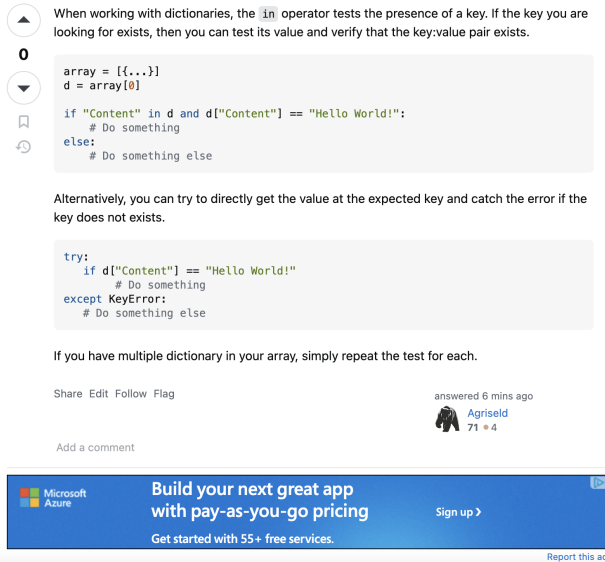 When working with dictionaries, the in operator tests the presence of a key. If the key you are
looking for exists, then you can test its value and verify that the key:value pair exists.
0
array = [{...}]
d = array[0]
if "Content" in d and d["Content"] == "Hello World!":
    # Do something
else:
    # Do something else
Alternatively, you can try to directly get the value at the expected key and catch the error if the
key does not exists.
try:
   if d["Content"] == "Hello World!"
       # Do something
except KeyError:
   # Do something else
If you have multiple dictionary in your array, simply repeat the test for each.
Share Edit Follow Flag
answered 6 mins ago
Agriseld
71 4
Add a comment
Microsoft
Azure
Build your next great app
with pay-as-you-go pricing
Get started with 55+ free services.
Sign up ❯
Report this ad